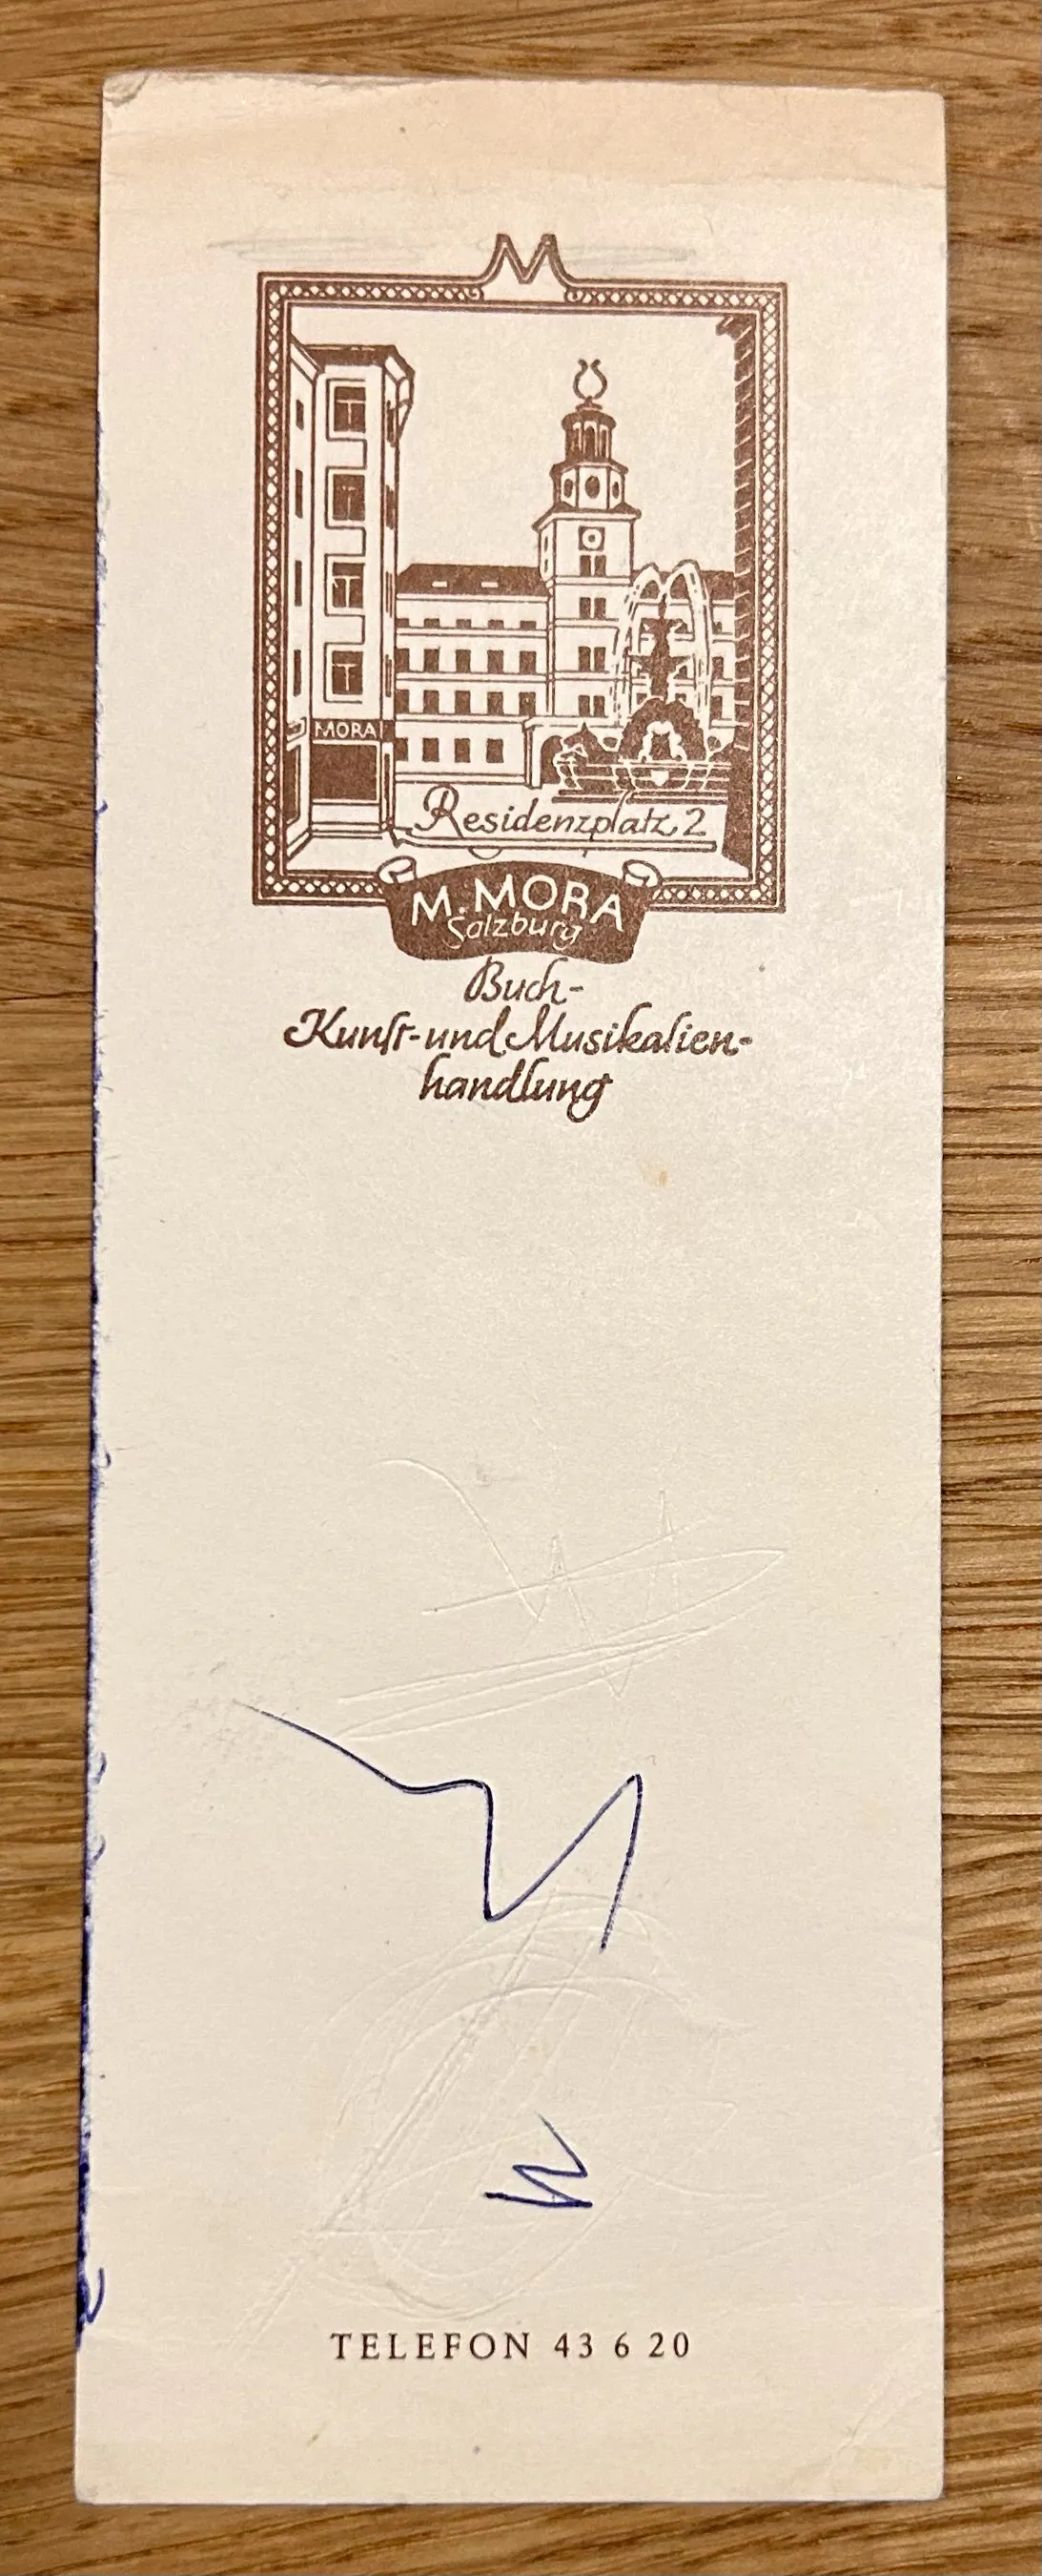 M
MORA
Residenzplatz 2
M. MORA
Salzburg
Buch-
Kunst-und Musikalien-
handlung
TELEFON 43 6 20